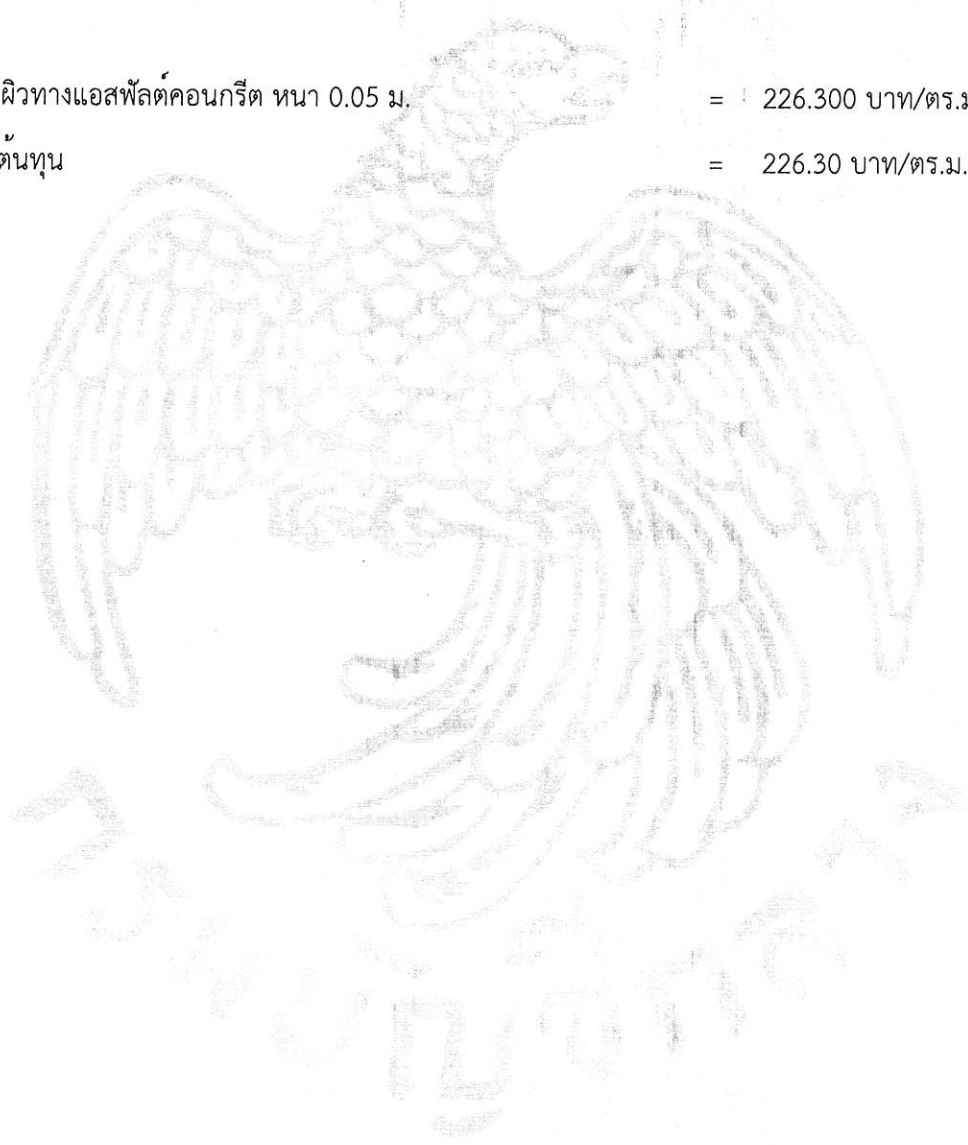 ผิวทางแอสฟัลต์คอนกรีต หนา 0.05 ม. = 226.300 บาท/ตร.ม
ต้นทุน = 226.30 บาท/ตร.ม.